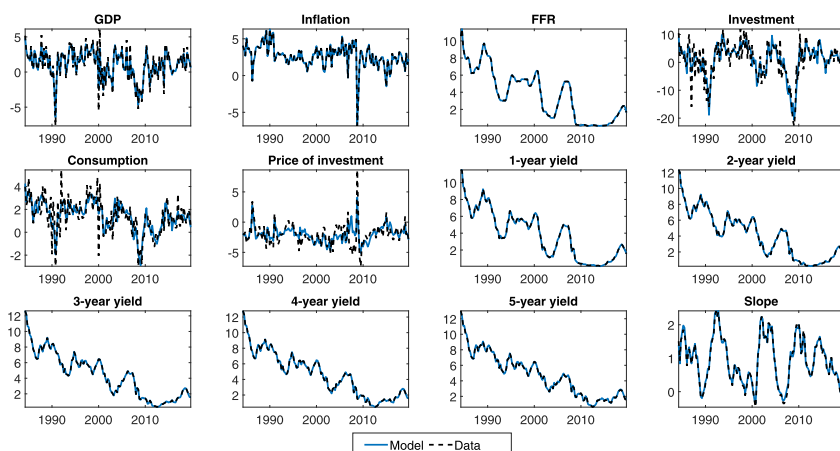 GDP Inflation FFR Investment
5 0 -5 1990 2000 2010
5 0 -5 1990 2000 2010
10 8 6 4 2 1990 2000 2010
10 0 -10 -20 1990 2000 2010
Consumption Price of investment 1-year yield 2-year yield
4 2 0 -2 1990 2000 2010
5 0 -5 1990 2000 2010
10 8 6 4 2 1990 2000 2010
12 10 8 6 4 2 1990 2000 2010
3-year yield 4-year yield 5-year yield Slope
12 10 8 6 4 2 1990 2000 2010
12 10 8 6 4 2 1990 2000 2010
12 10 8 6 4 2 1990 2000 2010
2 1 0 1990 2000 2010
Model Data